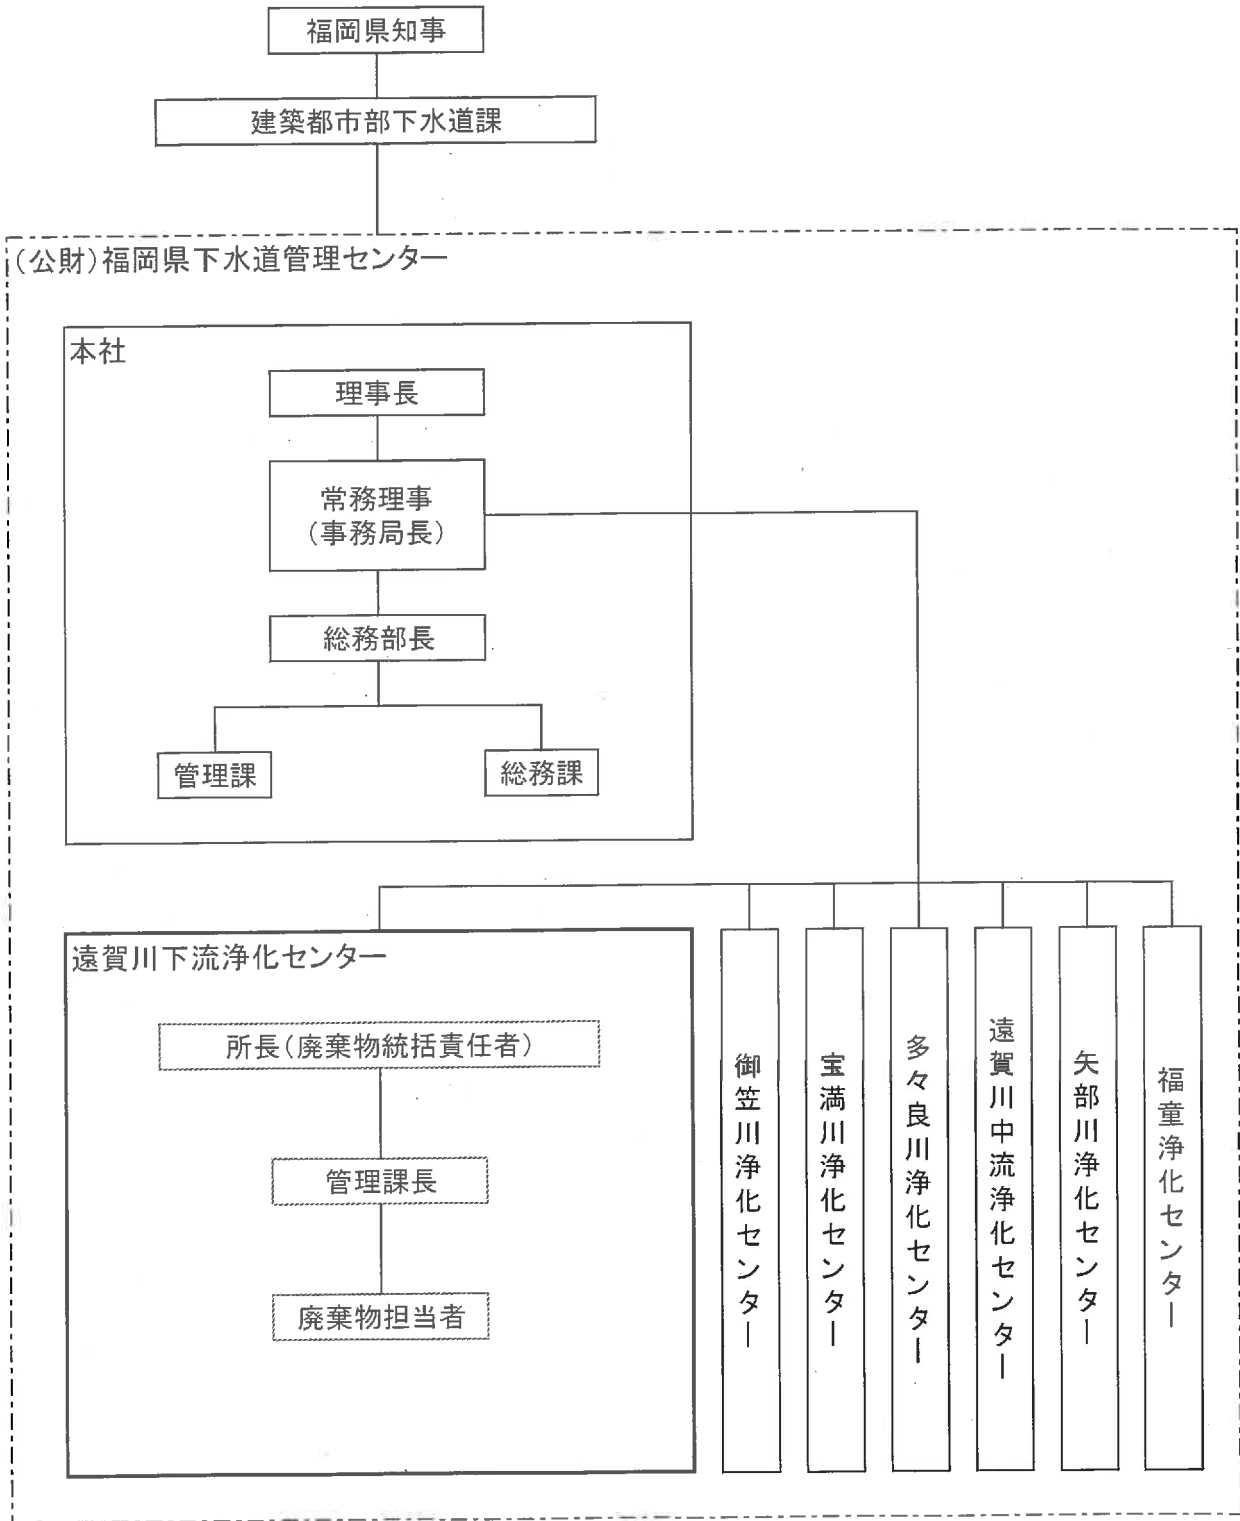 福岡県知事
建築都市部下水道課
(公財)福岡県下水道管理センター
本社
理事長
常務理事
(事務局長)
総務部長
管理課
総務課
遠賀川下流浄化センター
所長(廃棄物統括責任者)
管理課長
廃棄物担当者
御笠川浄化センター
宝満川浄化センター
多々良川浄化センター
遠賀川中流浄化センター
矢部川浄化センター
福童浄化センター